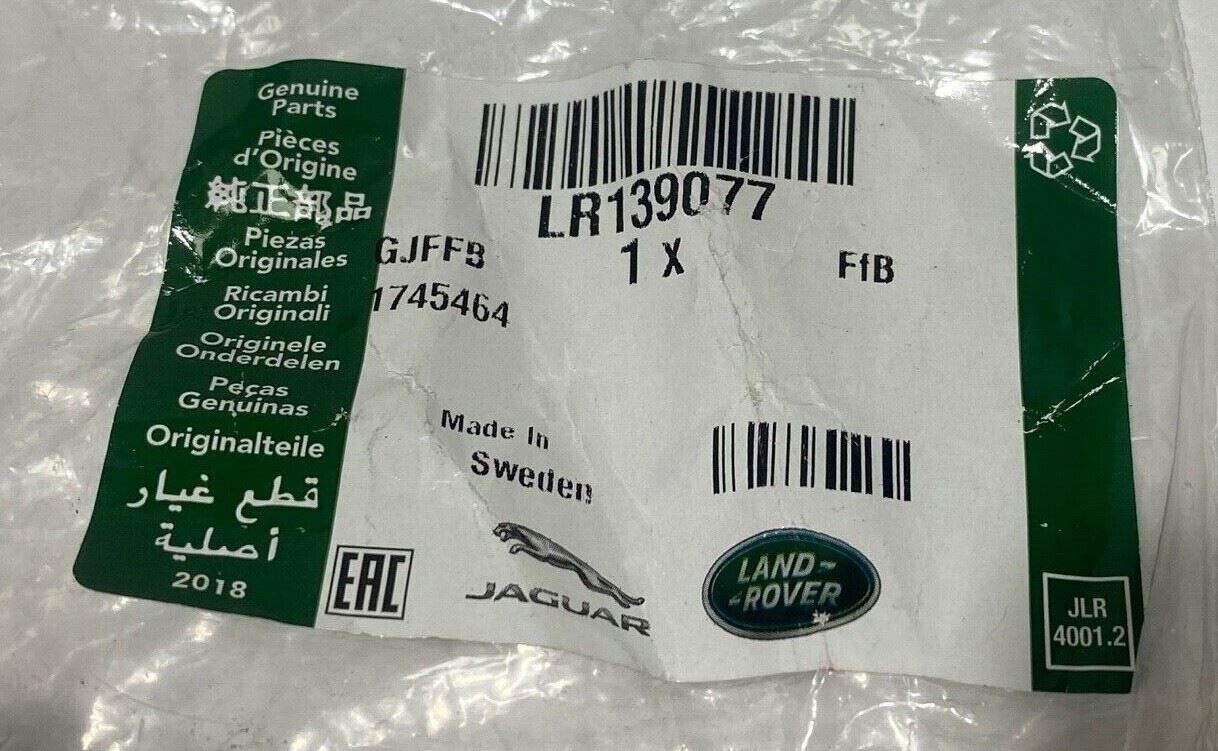 Genuine
Parts
Pièces
d'Origine
純正部品
Piezas
Originales
Ricambi
Originali
Originele
Onderdelen
Peças
Genuínas
Originalteile
قطع غيار
أصلية
2018
LR139077
GJFFB
1 X
FfB
1745464
Made In
Sweden
EAC
JAGUAR
LAND-
-ROVER
JLR
4001.2